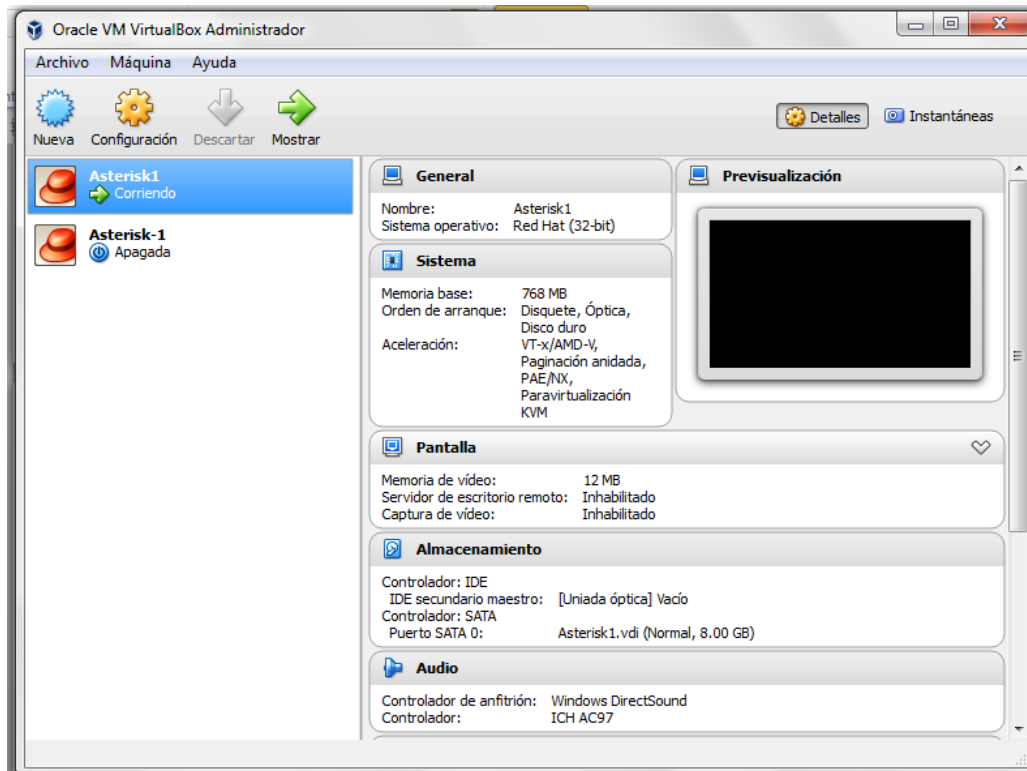 Oracle VM VirtualBox Administrador
Archivo Máquina Ayuda
Nueva Configuración Descartar Mostrar
Detalles Instantáneas
Asterisk1
Corriendo
Asterisk-1
Apagada
General
Nombre: Asterisk1
Sistema operativo: Red Hat (32-bit)
Previsualización
Sistema
Memoria base: 768 MB
Orden de arranque: Disquete, Óptica,
Disco duro
Aceleración: VT-x/AMD-V,
Paginación anidada,
PAE/NX,
Paravirtualización
KVM
Pantalla
Memoria de vídeo: 12 MB
Servidor de escritorio remoto: Inhabilitado
Captura de vídeo: Inhabilitado
Almacenamiento
Controlador: IDE
IDE secundario maestro: [Uniada óptica] Vacío
Controlador: SATA
Puerto SATA 0: Asterisk1.vdi (Normal, 8.00 GB)
Audio
Controlador de anfitrión: Windows DirectSound
Controlador: ICH AC97